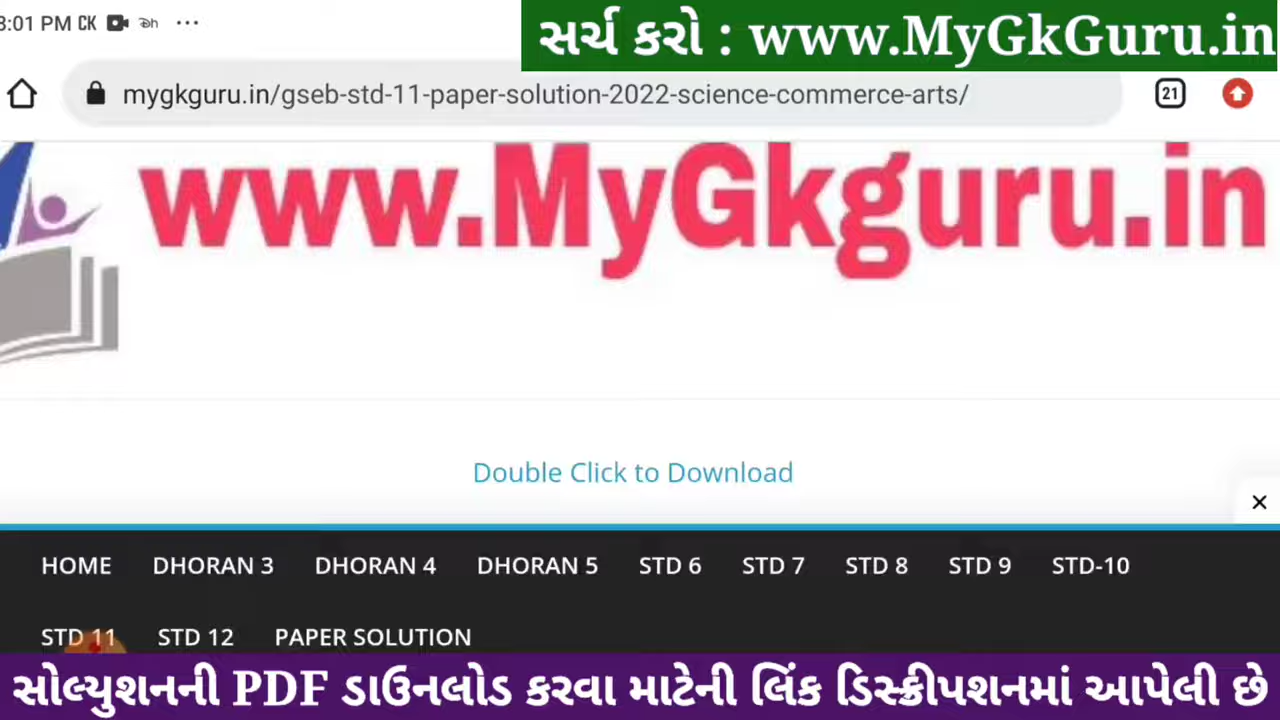 3:01 PM CK
સર્ચ કરો : www.MyGkGuru.in
mygkguru.in/gseb-std-11-paper-solution-2022-science-commerce-arts/
21
www.MyGkguru.in
Double Click to Download
×
HOME DHORAN 3 DHORAN 4 DHORAN 5 STD 6 STD 7 STD 8 STD 9 STD-10
STD 11 STD 12 PAPER SOLUTION
સોલ્યુશનની PDF ડાઉનલોડ કરવા માટેની લિંક ડિસ્ક્રીપશનમાં આપેલી છે